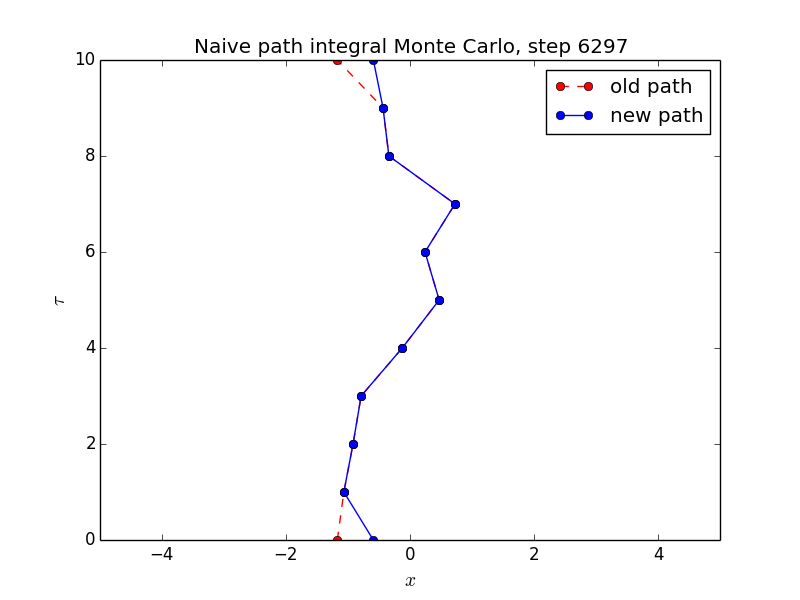 Naive path integral Monte Carlo, step 6297
old path
new path
10
8
6
4
2
0
τ
−4 −2 0 2 4
x